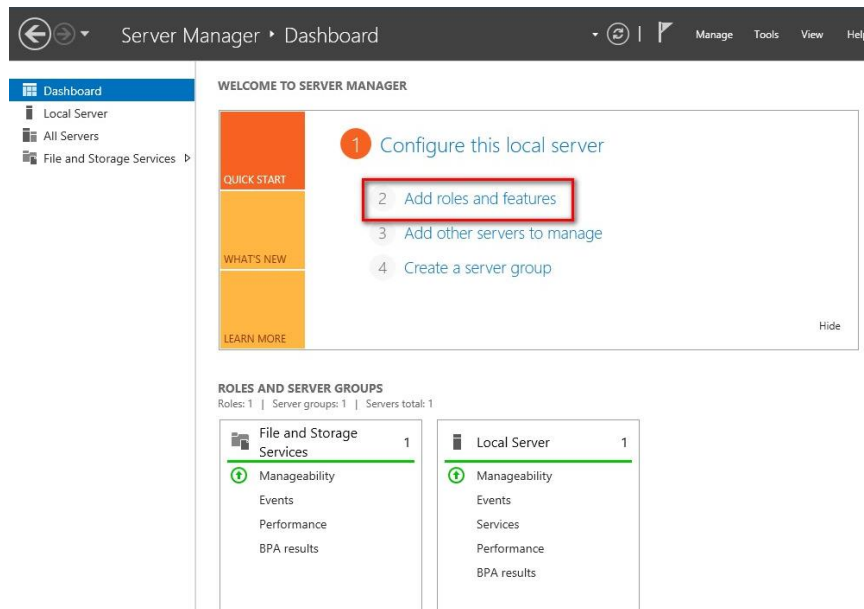 Server Manager ‣ Dashboard
Manage Tools View Help
Dashboard
Local Server
All Servers
File and Storage Services
WELCOME TO SERVER MANAGER
QUICK START
WHAT'S NEW
LEARN MORE
1 Configure this local server
2 Add roles and features
3 Add other servers to manage
4 Create a server group
Hide
ROLES AND SERVER GROUPS
Roles: 1 | Server groups: 1 | Servers total: 1
File and Storage
Services
1
Manageability
Events
Performance
BPA results
Local Server 1
Manageability
Events
Services
Performance
BPA results